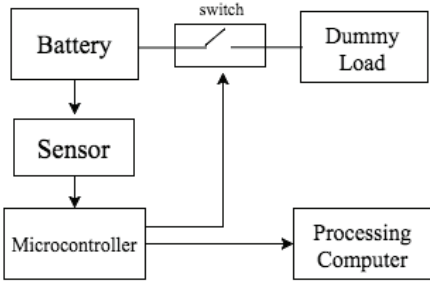 switch
Battery
Dummy
Load
Sensor
Microcontroller
Processing
Computer